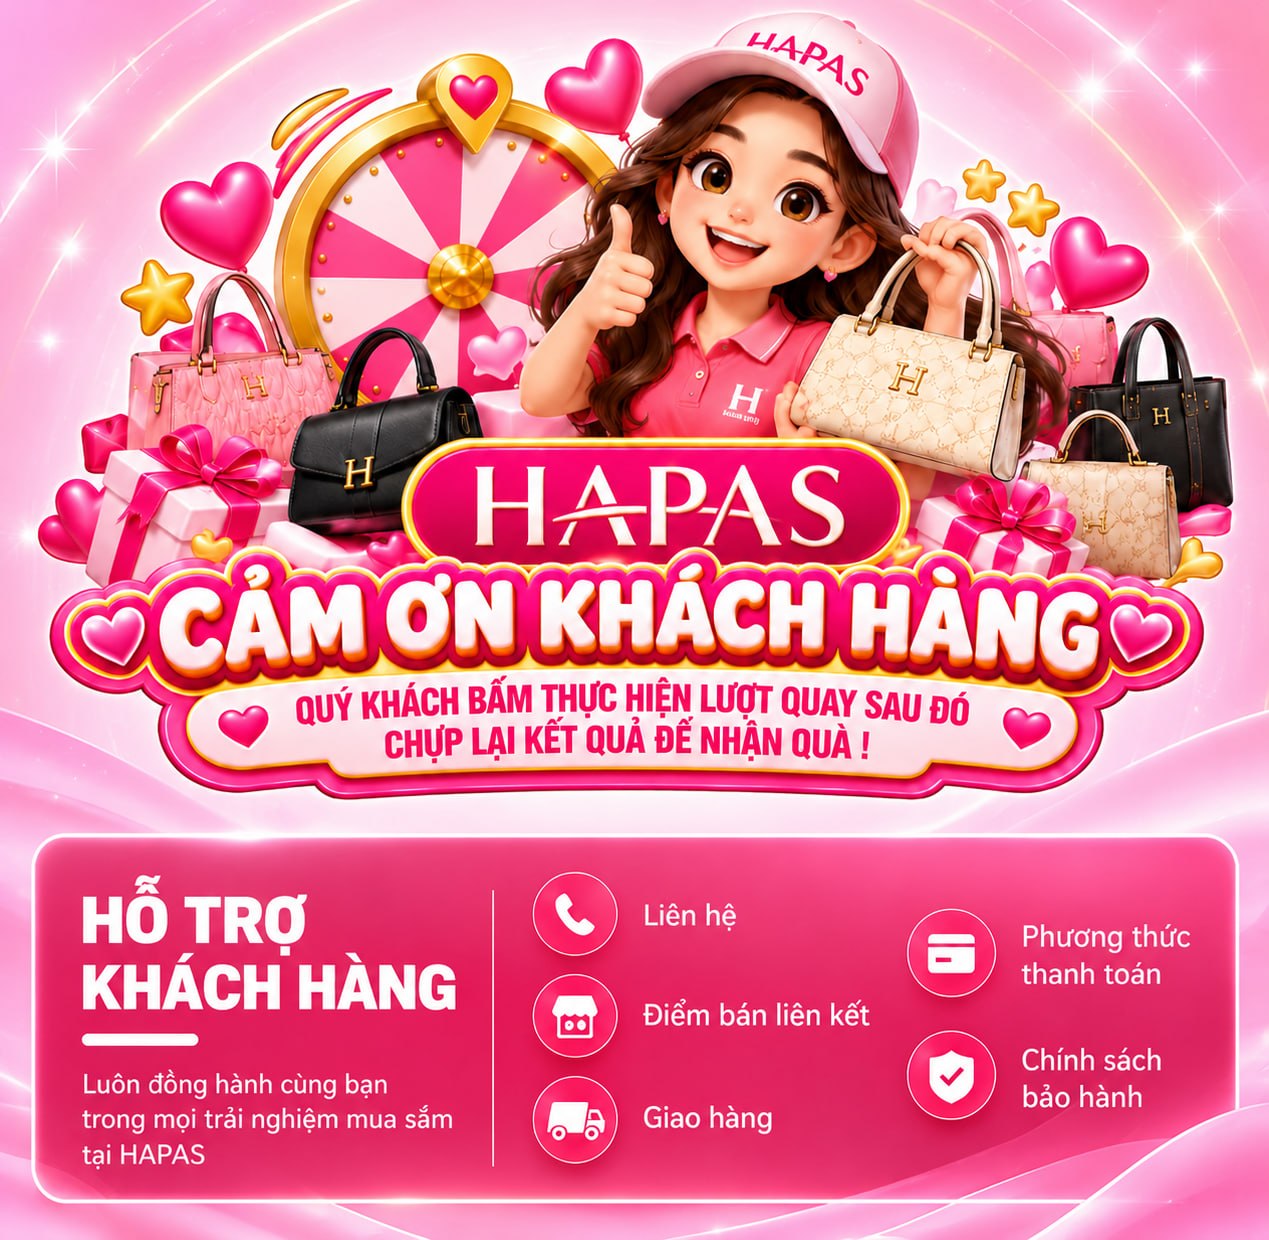 HAPAS
H
H
H
H
H
H
HAPAS
CẢM ƠN KHÁCH HÀNG
QUÝ KHÁCH BẤM THỰC HIỆN LƯỢT QUAY SAU ĐÓ
CHỤP LẠI KẾT QUẢ ĐỂ NHẬN QUÀ !
HỖ TRỢ
KHÁCH HÀNG
Luôn đồng hành cùng bạn
trong mọi trải nghiệm mua sắm
tại HAPAS
Liên hệ
Điểm bán liên kết
Giao hàng
Phương thức
thanh toán
Chính sách
bảo hành